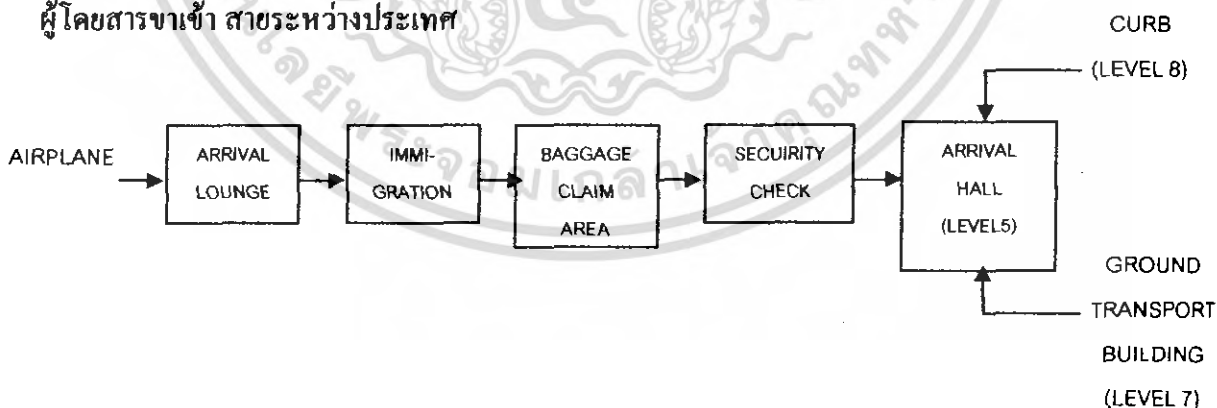 ผู้โดยสารขาเข้า สายระหว่างประเทศ
AIRPLANE
ARRIVAL
LOUNGE
IMMI-
GRATION
BAGGAGE
CLAIM
AREA
SECUIRITY
CHECK
ARRIVAL
HALL
(LEVEL5)
CURB
(LEVEL 8)
GROUND
TRANSPORT
BUILDING
(LEVEL 7)